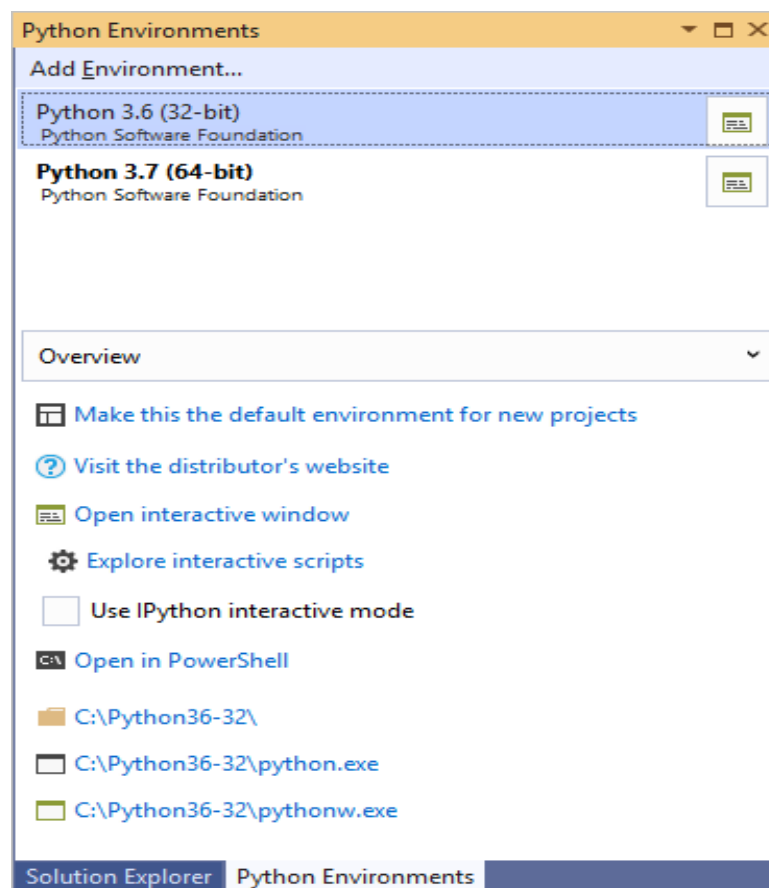 Python Environments
Add Environment...
Python 3.6 (32-bit)
Python Software Foundation
Python 3.7 (64-bit)
Python Software Foundation
Overview
Make this the default environment for new projects
Visit the distributor's website
Open interactive window
Explore interactive scripts
Use IPython interactive mode
C:\ Open in PowerShell
C:\Python36-32\
C:\Python36-32\python.exe
C:\Python36-32\pythonw.exe
Solution Explorer Python Environments